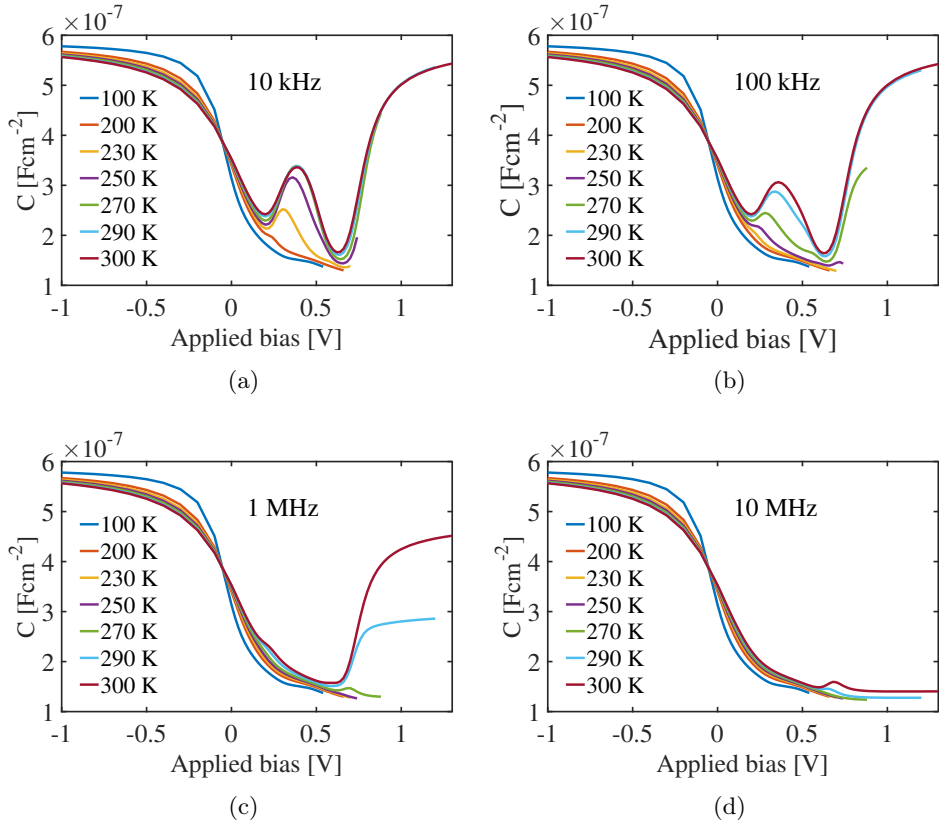 ×10⁻⁷
6
5
4
3
2
1
C [Fcm⁻²]
10 kHz
100 K
200 K
230 K
250 K
270 K
290 K
300 K
-1 -0.5 0 0.5 1
Applied bias [V]
(a)
×10⁻⁷
6
5
4
3
2
1
C [Fcm⁻²]
100 kHz
100 K
200 K
230 K
250 K
270 K
290 K
300 K
-1 -0.5 0 0.5 1
Applied bias [V]
(b)
×10⁻⁷
6
5
4
3
2
1
C [Fcm⁻²]
1 MHz
100 K
200 K
230 K
250 K
270 K
290 K
300 K
-1 -0.5 0 0.5 1
Applied bias [V]
(c)
×10⁻⁷
6
5
4
3
2
1
C [Fcm⁻²]
10 MHz
100 K
200 K
230 K
250 K
270 K
290 K
300 K
-1 -0.5 0 0.5 1
Applied bias [V]
(d)